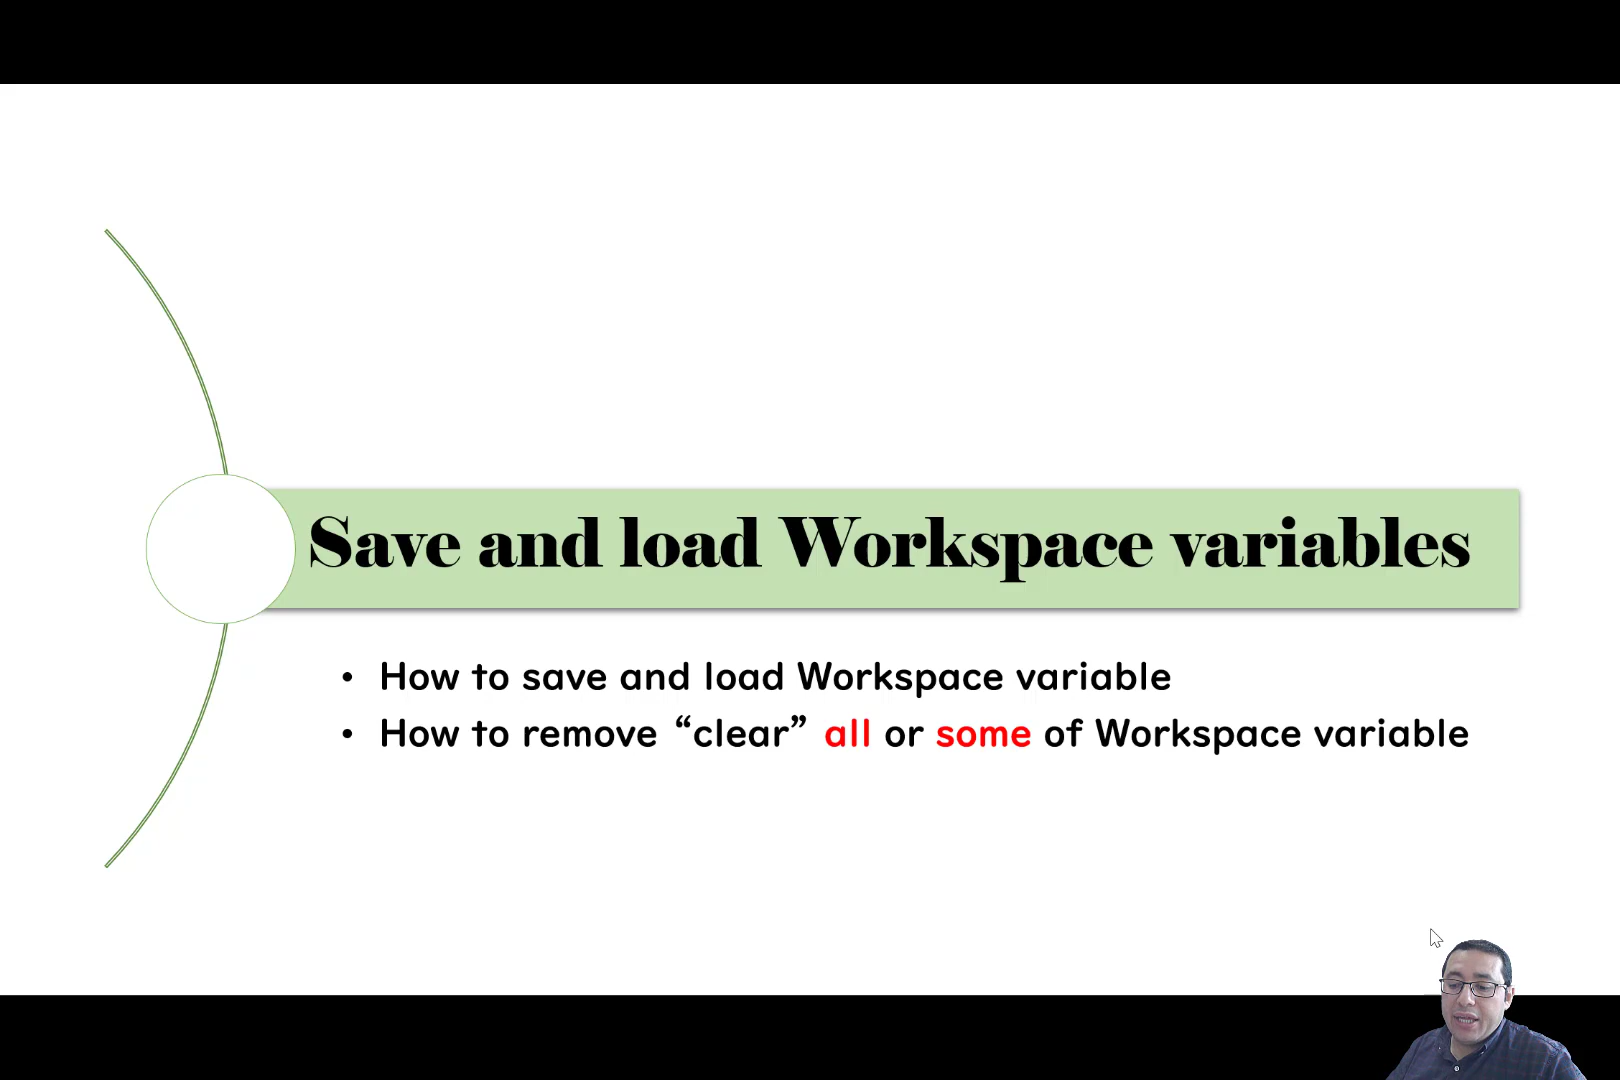 Save and load Workspace variables
• How to save and load Workspace variable
• How to remove “clear” all or some of Workspace variable